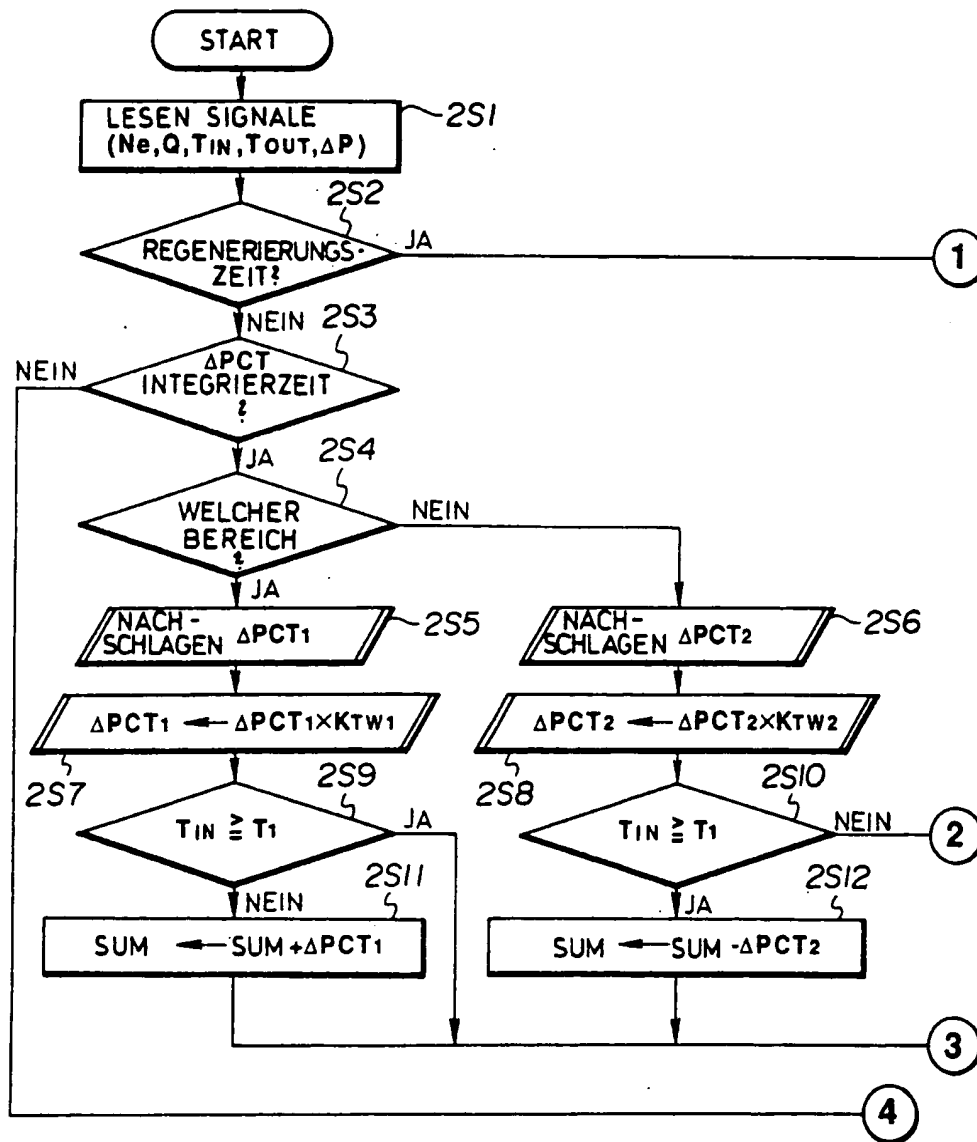 START
LESEN SIGNALE
(Ne,Q,TIN,TOUT,ΔP)
2S1
2S2
REGENERIERUNGS-
ZEIT?
JA
1
NEIN
2S3
NEIN
ΔPCT
INTEGRIERZEIT
?
JA
2S4
WELCHER
BEREICH
?
NEIN
JA
NACH-
SCHLAGEN ΔPCT1
2S5
NACH-
SCHLAGEN ΔPCT2
2S6
ΔPCT1 ← ΔPCT1×KTW1
2S7
ΔPCT2 ← ΔPCT2×KTW2
2S8
2S9
TIN ≧ T1
JA
2S10
TIN ≧ T1
NEIN
2
NEIN
2S11
SUM ← SUM+ΔPCT1
JA
2S12
SUM ← SUM-ΔPCT2
3
4